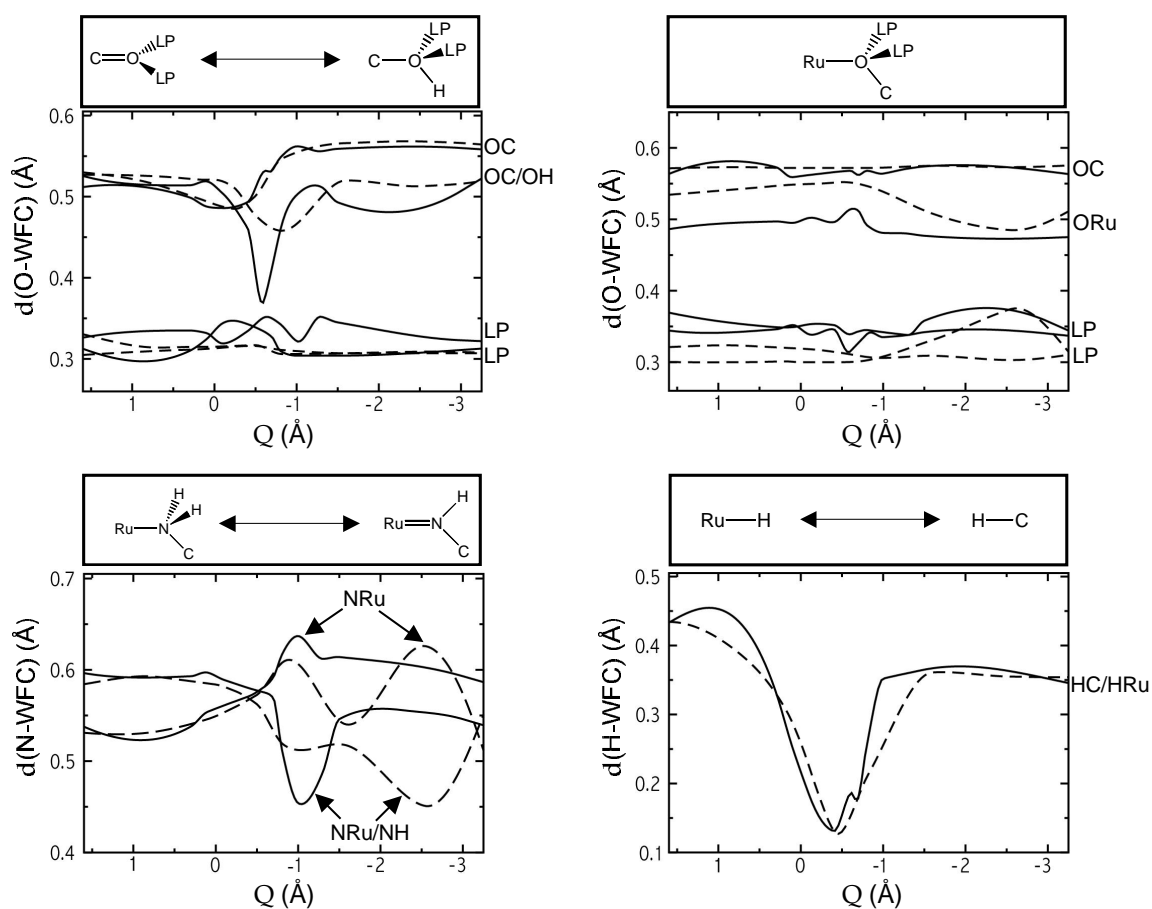 LP
C=O
LP
LP
LP
C—O
H
LP
LP
Ru—O
C
d(O-WFC) (Å)
0.6
0.5
0.4
0.3
OC
OC/OH
LP
LP
1 0 -1 -2 -3
Q (Å)
d(O-WFC) (Å)
0.6
0.5
0.4
0.3
OC
ORu
LP
LP
1 0 -1 -2 -3
Q (Å)
H
H
Ru—N
C
H
Ru=N
C
Ru—H
H—C
d(N-WFC) (Å)
0.7
0.6
0.5
0.4
NRu
NRu/NH
1 0 -1 -2 -3
Q (Å)
d(H-WFC) (Å)
0.5
0.4
0.3
0.2
0.1
HC/HRu
1 0 -1 -2 -3
Q (Å)